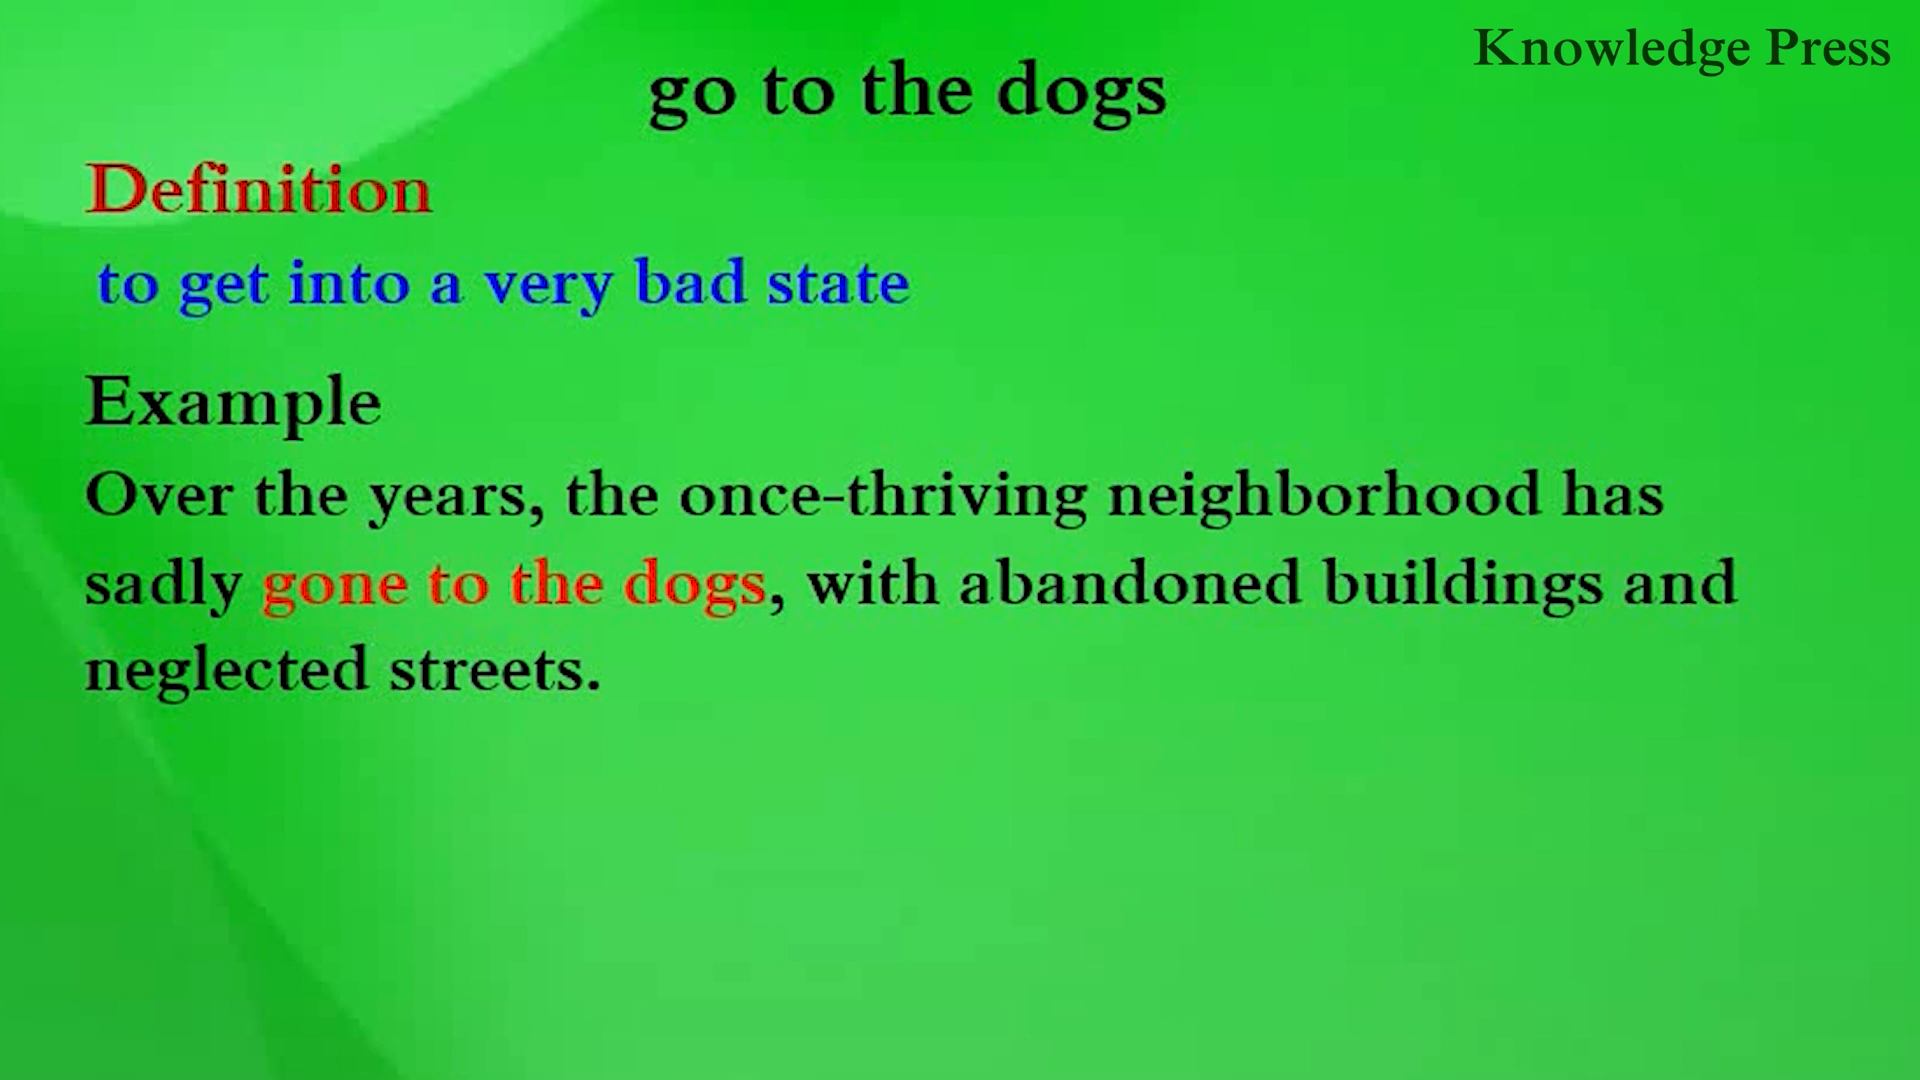 Knowledge Press
go to the dogs
Definition
to get into a very bad state
Example
Over the years, the once-thriving neighborhood has
sadly gone to the dogs, with abandoned buildings and
neglected streets.